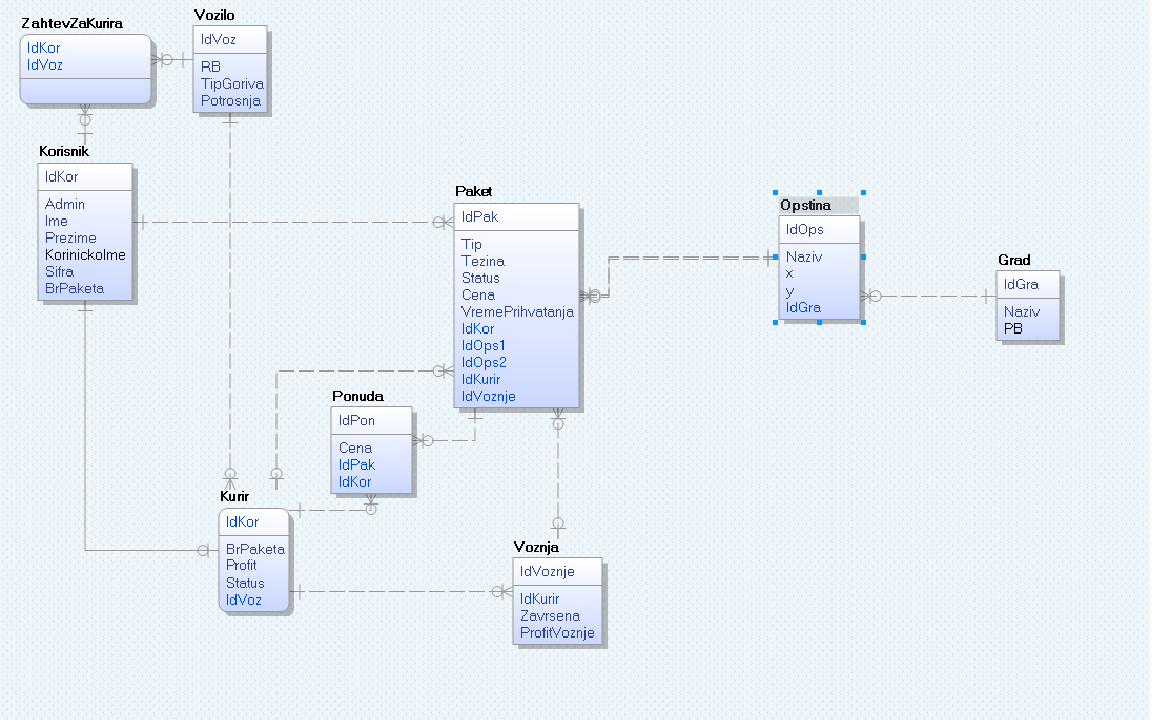 ZahtevZaKurira
IdKor
IdVoz
Vozilo
IdVoz
RB
TipGoriva
Potrosnja
Korisnik
IdKor
Admin
Ime
Prezime
KorinickoIme
Sifra
BrPaketa
Paket
IdPak
Tip
Tezina
Status
Cena
VremePrihvatanja
IdKor
IdOps1
IdOps2
IdKurir
IdVoznje
Opstina
IdOps
Naziv
x
y
IdGra
Grad
IdGra
Naziv
PB
Ponuda
IdPon
Cena
IdPak
IdKor
Kurir
IdKor
BrPaketa
Profit
Status
IdVoz
Voznja
IdVoznje
IdKurir
Zavrsena
ProfitVoznje